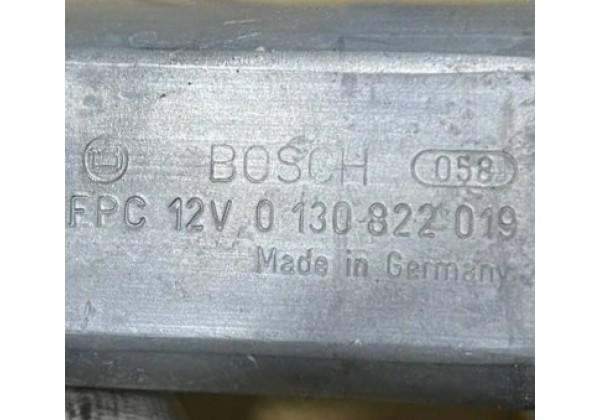 BOSCH 058
FPC 12V 0 130 822 019
Made in Germany